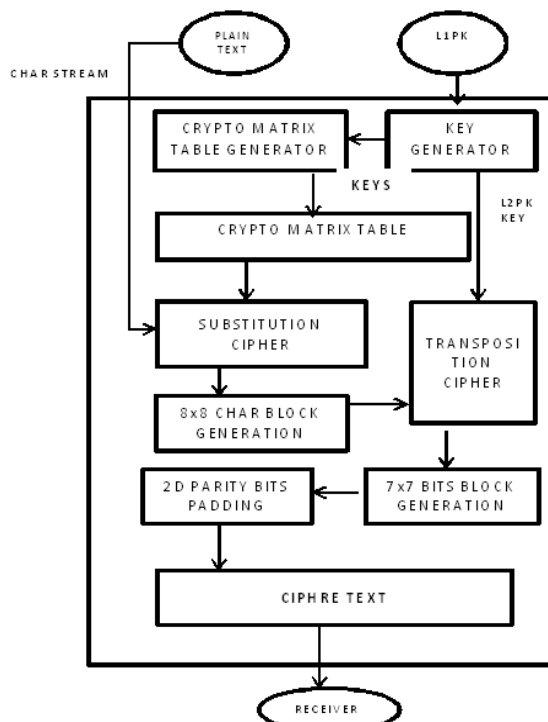 PLAIN
TEXT
L1PK
CHAR STREAM
CRYPTO MATRIX
TABLE GENERATOR
KEY
GENERATOR
KEYS
L2PK
KEY
CRYPTO MATRIX TABLE
SUBSTITUTION
CIPHER
TRANSPOSI
TION
CIPHER
8x8 CHAR BLOCK
GENERATION
2D PARITY BITS
PADDING
7x7 BITS BLOCK
GENERATION
CIPHRE TEXT
RECEIVER